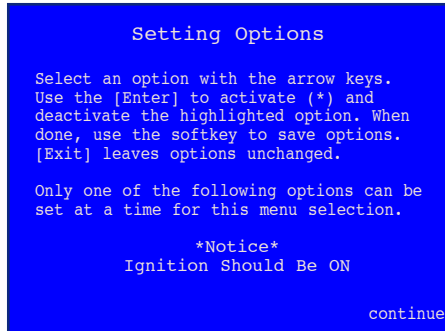 Setting Options
Select an option with the arrow keys.
Use the [Enter] to activate (*) and
deactivate the highlighted option. When
done, use the softkey to save options.
[Exit] leaves options unchanged.
Only one of the following options can be
set at a time for this menu selection.
*Notice*
Ignition Should Be ON
continue